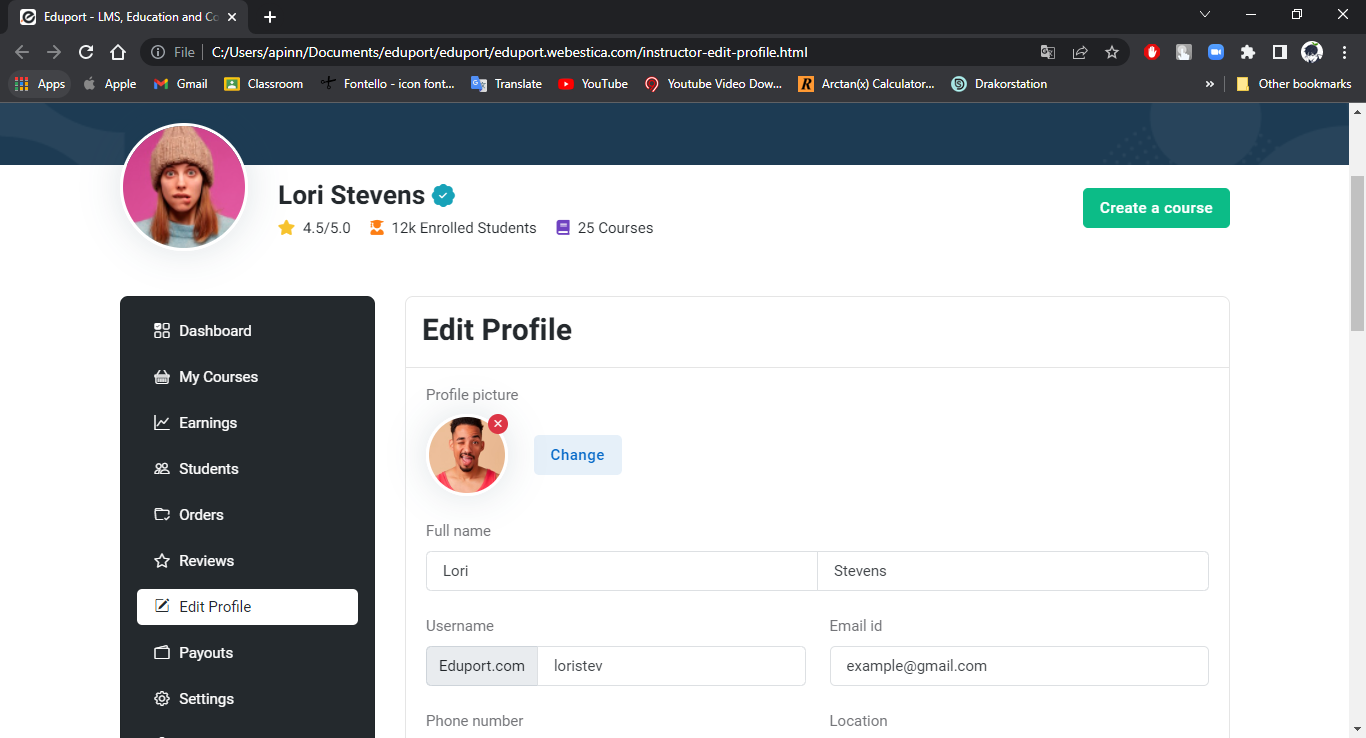 Eduport - LMS, Education and Co
File C:/Users/apinn/Documents/eduport/eduport/eduport.webestica.com/instructor-edit-profile.html
Apps Apple Gmail Classroom Fontello - icon font... Translate YouTube Youtube Video Dow... Arctan(x) Calculator... Drakorstation » Other bookmarks
Lori Stevens
Create a course
4.5/5.0 12k Enrolled Students 25 Courses
Dashboard
My Courses
Earnings
Students
Orders
Reviews
Edit Profile
Payouts
Settings
Edit Profile
Profile picture
Change
Full name
Lori Stevens
Username Email id
Eduport.com loristev example@gmail.com
Phone number Location